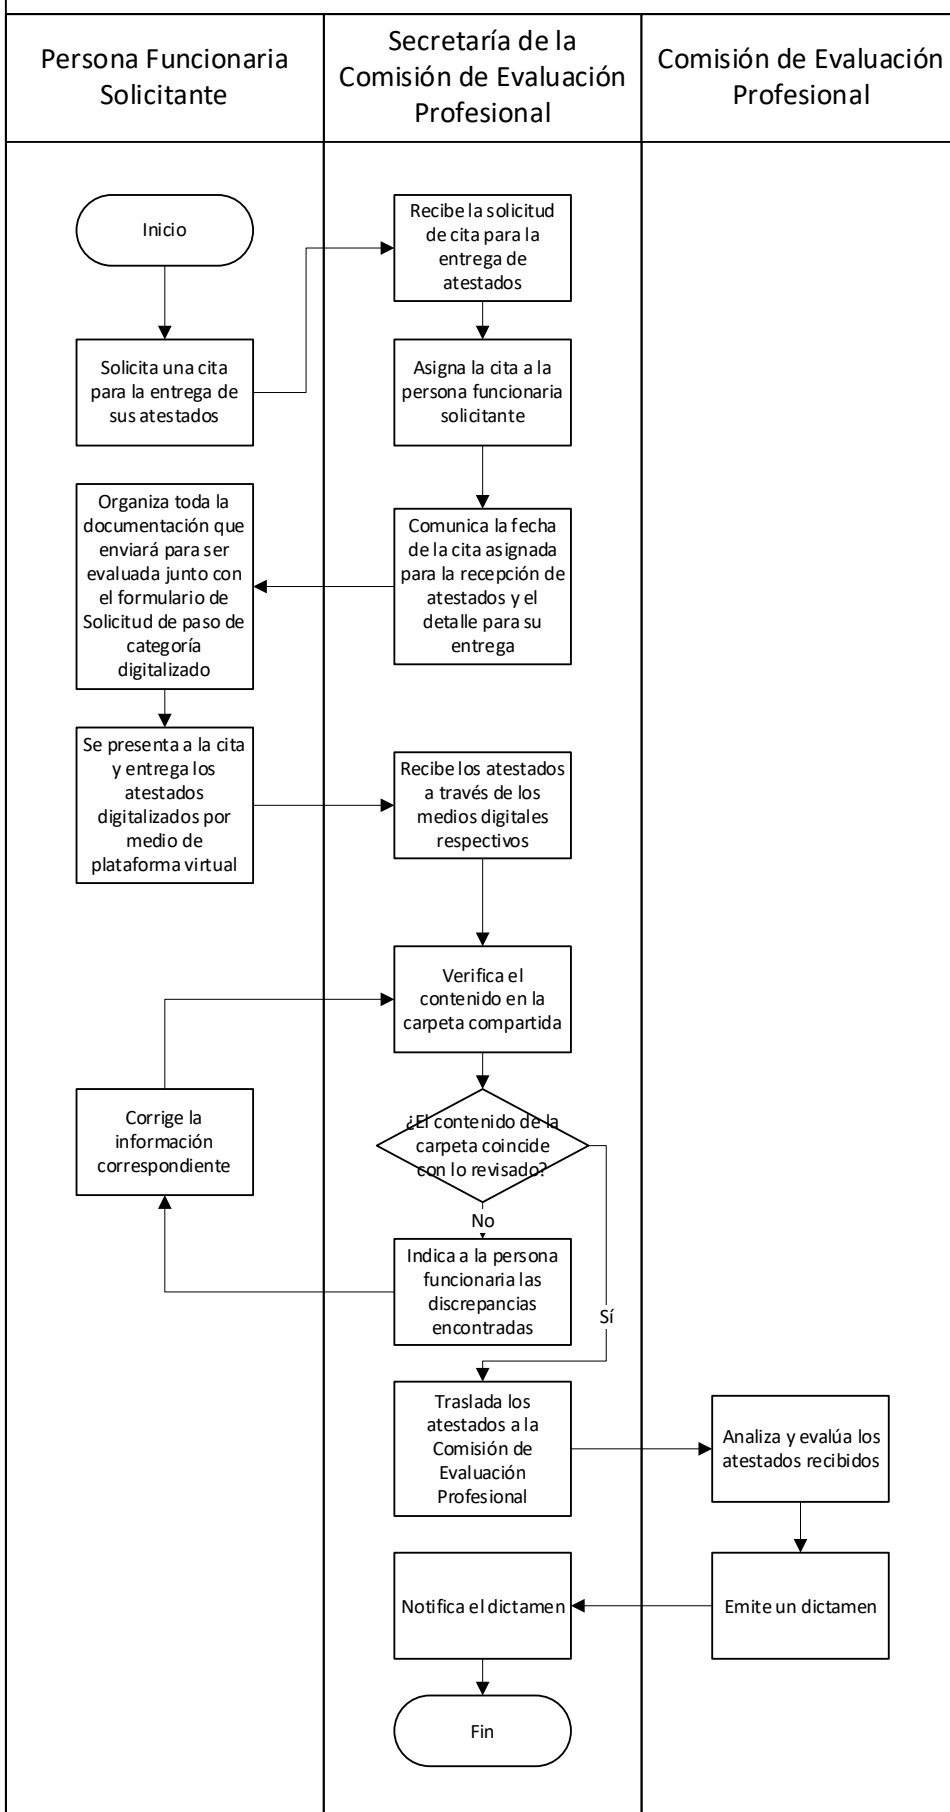 Persona Funcionaria
Solicitante
Secretaría de la
Comisión de Evaluación
Profesional
Comisión de Evaluación
Profesional
Inicio
Solicita una cita
para la entrega de
sus atestados
Recibe la solicitud
de cita para la
entrega de
atestados
Asigna la cita a la
persona funcionaria
solicitante
Comunica la fecha
de la cita asignada
para la recepción de
atestados y el
detalle para su
entrega
Organiza toda la
documentación que
enviará para ser
evaluada junto con
el formulario de
Solicitud de paso de
categoría
digitalizado
Se presenta a la cita
y entrega los
atestados
digitalizados por
medio de
plataforma virtual
Recibe los atestados
a través de los
medios digitales
respectivos
Verifica el
contenido en la
carpeta compartida
¿El contenido de la
carpeta coincide
con lo revisado?
No
Indica a la persona
funcionaria las
discrepancias
encontradas
Corrige la
información
correspondiente
Sí
Traslada los
atestados a la
Comisión de
Evaluación
Profesional
Analiza y evalúa los
atestados recibidos
Emite un dictamen
Notifica el dictamen
Fin